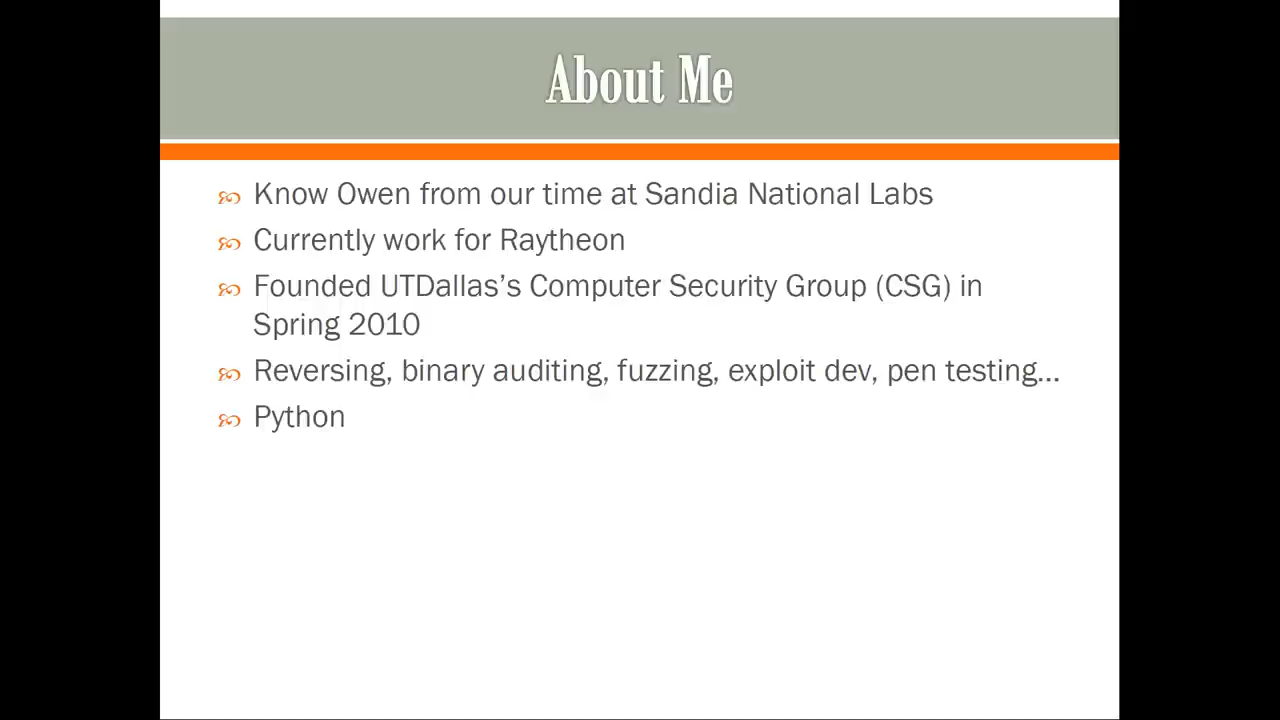 About Me
Know Owen from our time at Sandia National Labs
Currently work for Raytheon
Founded UTDallas’s Computer Security Group (CSG) in
Spring 2010
Reversing, binary auditing, fuzzing, exploit dev, pen testing…
Python